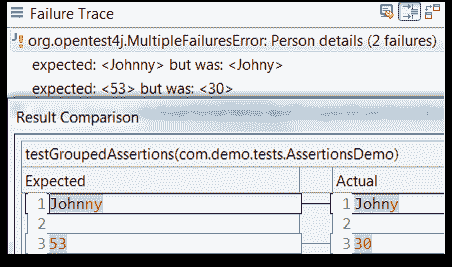 Failure Trace
org.opentest4j.MultipleFailuresError: Person details (2 failures)
expected: <Johnny> but was: <Johny>
expected: <53> but was: <30>
Result Comparison
testGroupedAssertions(com.demo.tests.AssertionsDemo)
Expected Actual
1 Johnny 1 Johny
2 2
3 53 3 30